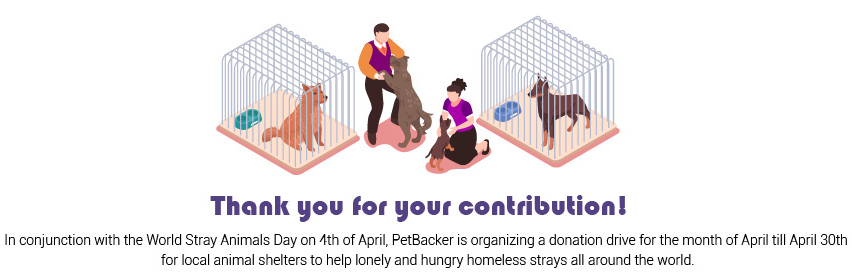 Thank you for your contribution!
In conjunction with the World Stray Animals Day on 4th of April, PetBacker is organizing a donation drive for the month of April till April 30th
for local animal shelters to help lonely and hungry homeless strays all around the world.